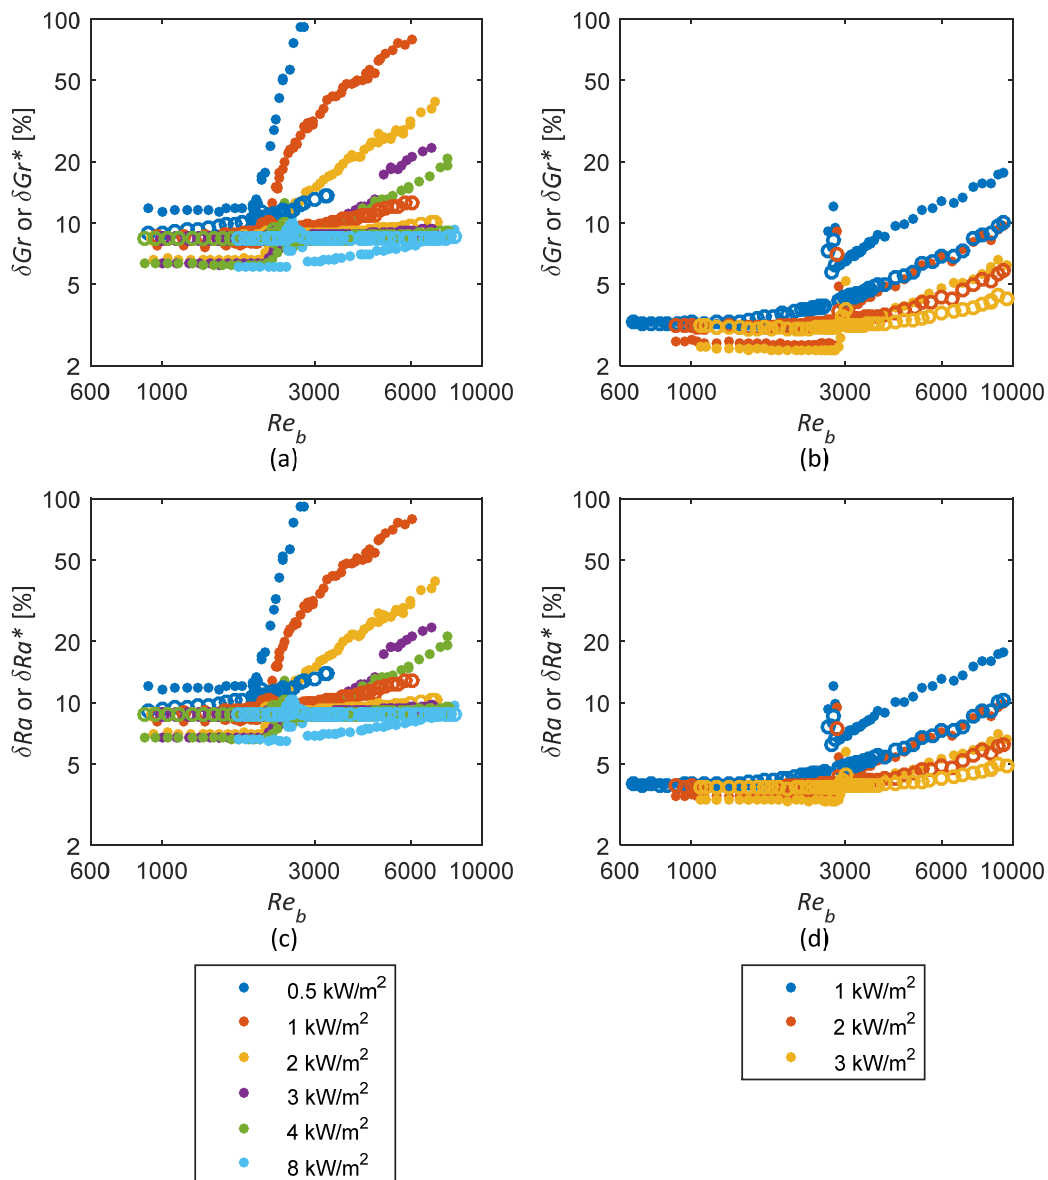 100
50
20
10
5
2
δGr or δGr* [%]
600 1000 3000 6000 10000
Re_b
(a)
100
50
20
10
5
2
δGr or δGr* [%]
600 1000 3000 6000 10000
Re_b
(b)
100
50
20
10
5
2
δRa or δRa* [%]
600 1000 3000 6000 10000
Re_b
(c)
100
50
20
10
5
2
δRa or δRa* [%]
600 1000 3000 6000 10000
Re_b
(d)
0.5 kW/m²
1 kW/m²
2 kW/m²
3 kW/m²
4 kW/m²
8 kW/m²
1 kW/m²
2 kW/m²
3 kW/m²